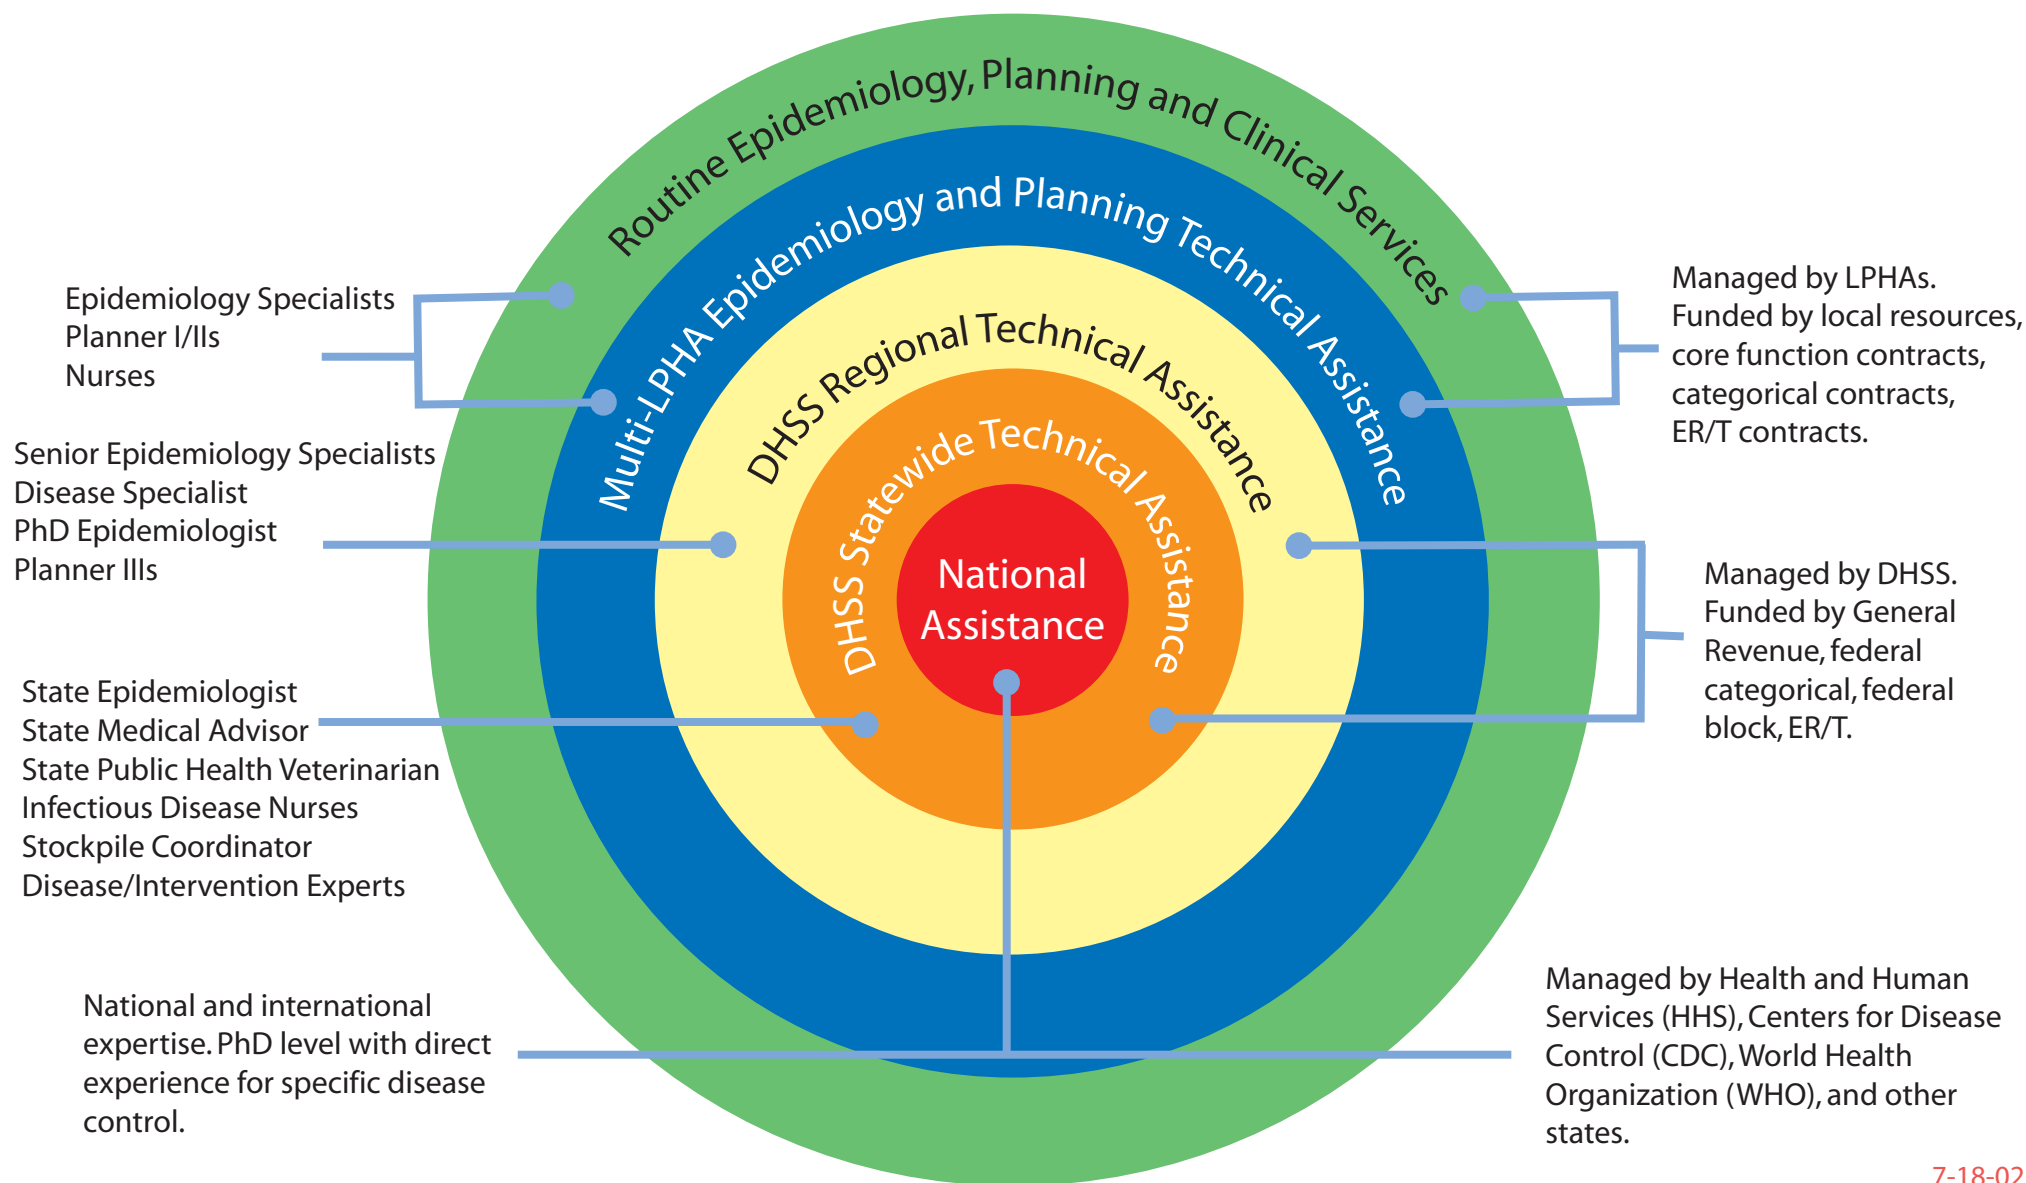 Routine Epidemiology, Planning and Clinical Services
Multi-LPHA Epidemiology and Planning Technical Assistance
DHSS Regional Technical Assistance
DHSS Statewide Technical Assistance
National
Assistance
Epidemiology Specialists
Planner I/IIs
Nurses
Senior Epidemiology Specialists
Disease Specialist
PhD Epidemiologist
Planner IIIs
State Epidemiologist
State Medical Advisor
State Public Health Veterinarian
Infectious Disease Nurses
Stockpile Coordinator
Disease/Intervention Experts
National and international
expertise. PhD level with direct
experience for specific disease
control.
Managed by LPHAs.
Funded by local resources,
core function contracts,
categorical contracts,
ER/T contracts.
Managed by DHSS.
Funded by General
Revenue, federal
categorical, federal
block, ER/T.
Managed by Health and Human
Services (HHS), Centers for Disease
Control (CDC), World Health
Organization (WHO), and other
states.
7-18-02